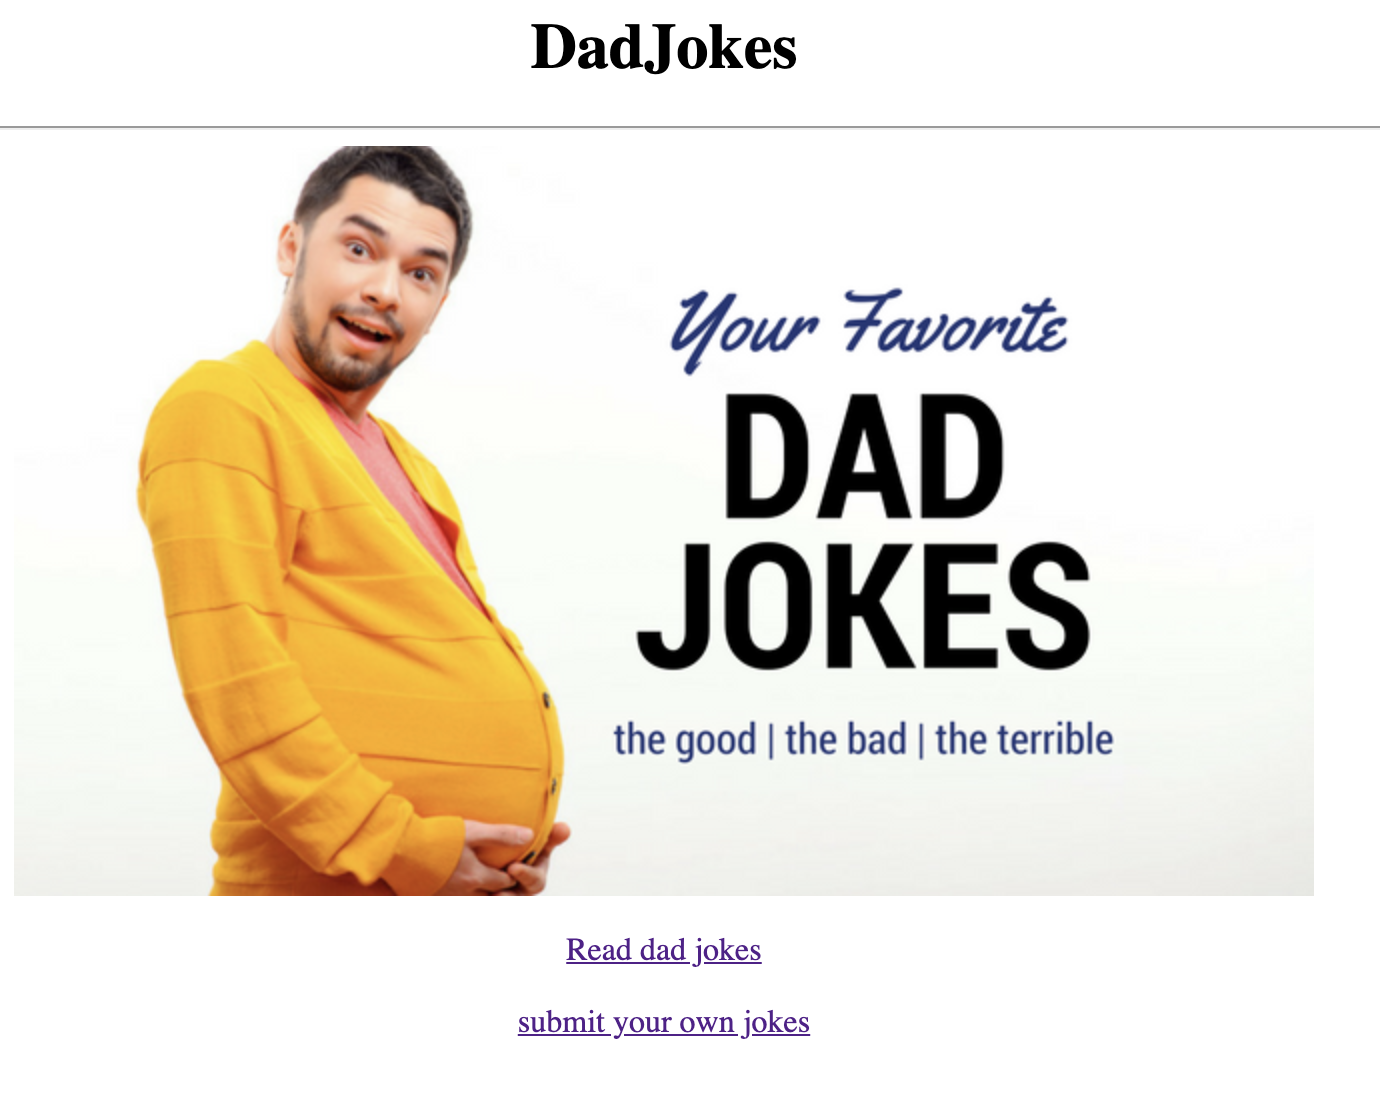 DadJokes
Your Favorite
DAD
JOKES
the good | the bad | the terrible
Read dad jokes
submit your own jokes